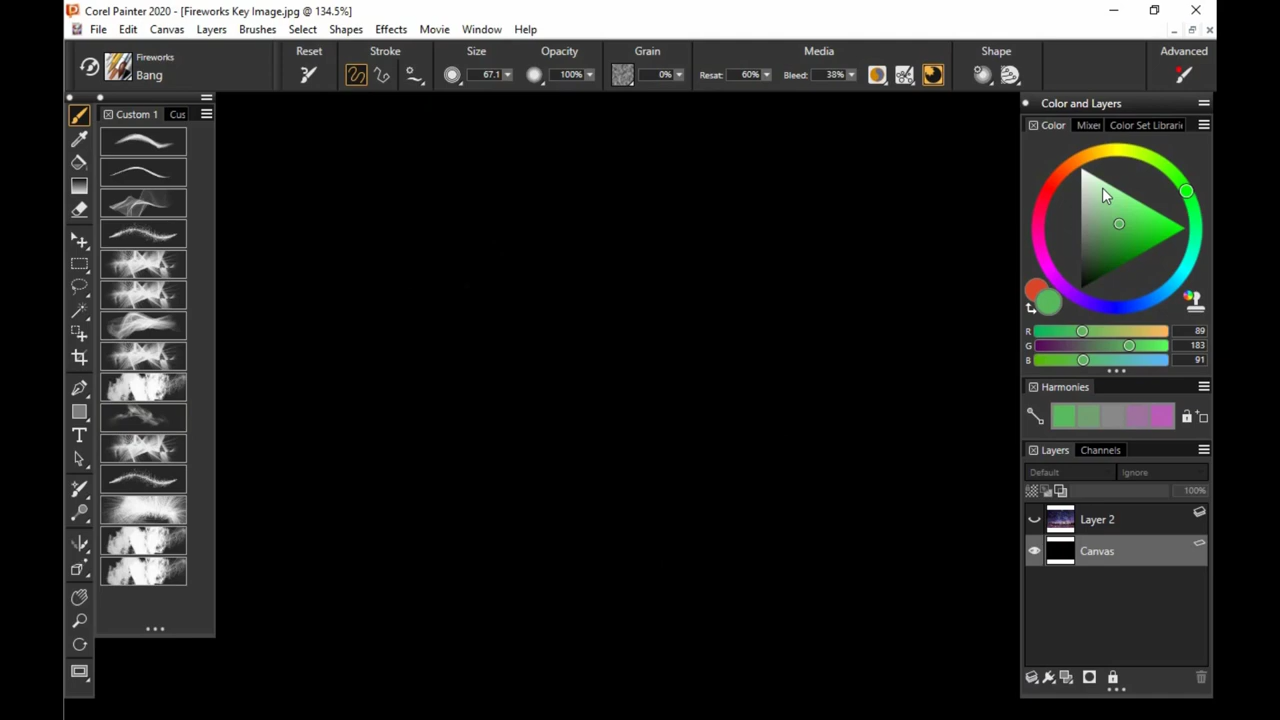 Corel Painter 2020 - [Fireworks Key Image.jpg @ 134.5%]
File Edit Canvas Layers Brushes Select Shapes Effects Movie Window Help
Fireworks
Bang
Reset Stroke Size Opacity Grain Media Shape Advanced
67.1 100% 0% Resat: 60% Bleed: 38%
Custom 1 Cus
Color and Layers
Color Mixer Color Set Librari
R 89
G 183
B 91
Harmonies
Layers Channels
Default Ignore
100%
Layer 2
Canvas
T